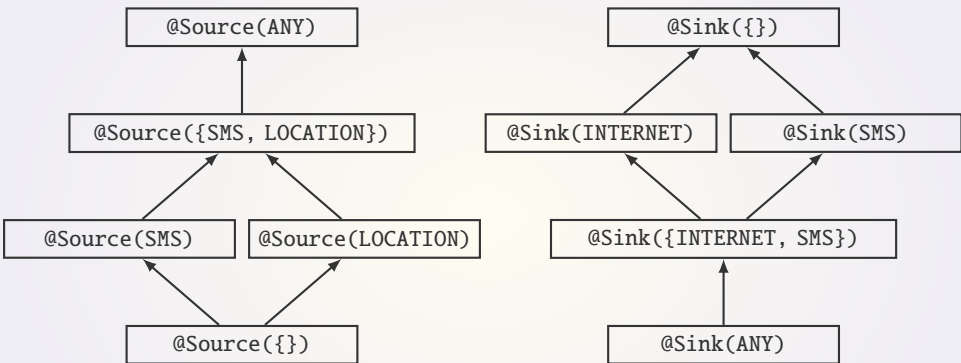 @Source(ANY)
@Source({SMS, LOCATION})
@Source(SMS)
@Source(LOCATION)
@Source({})
@Sink({})
@Sink(INTERNET)
@Sink(SMS)
@Sink({INTERNET, SMS})
@Sink(ANY)